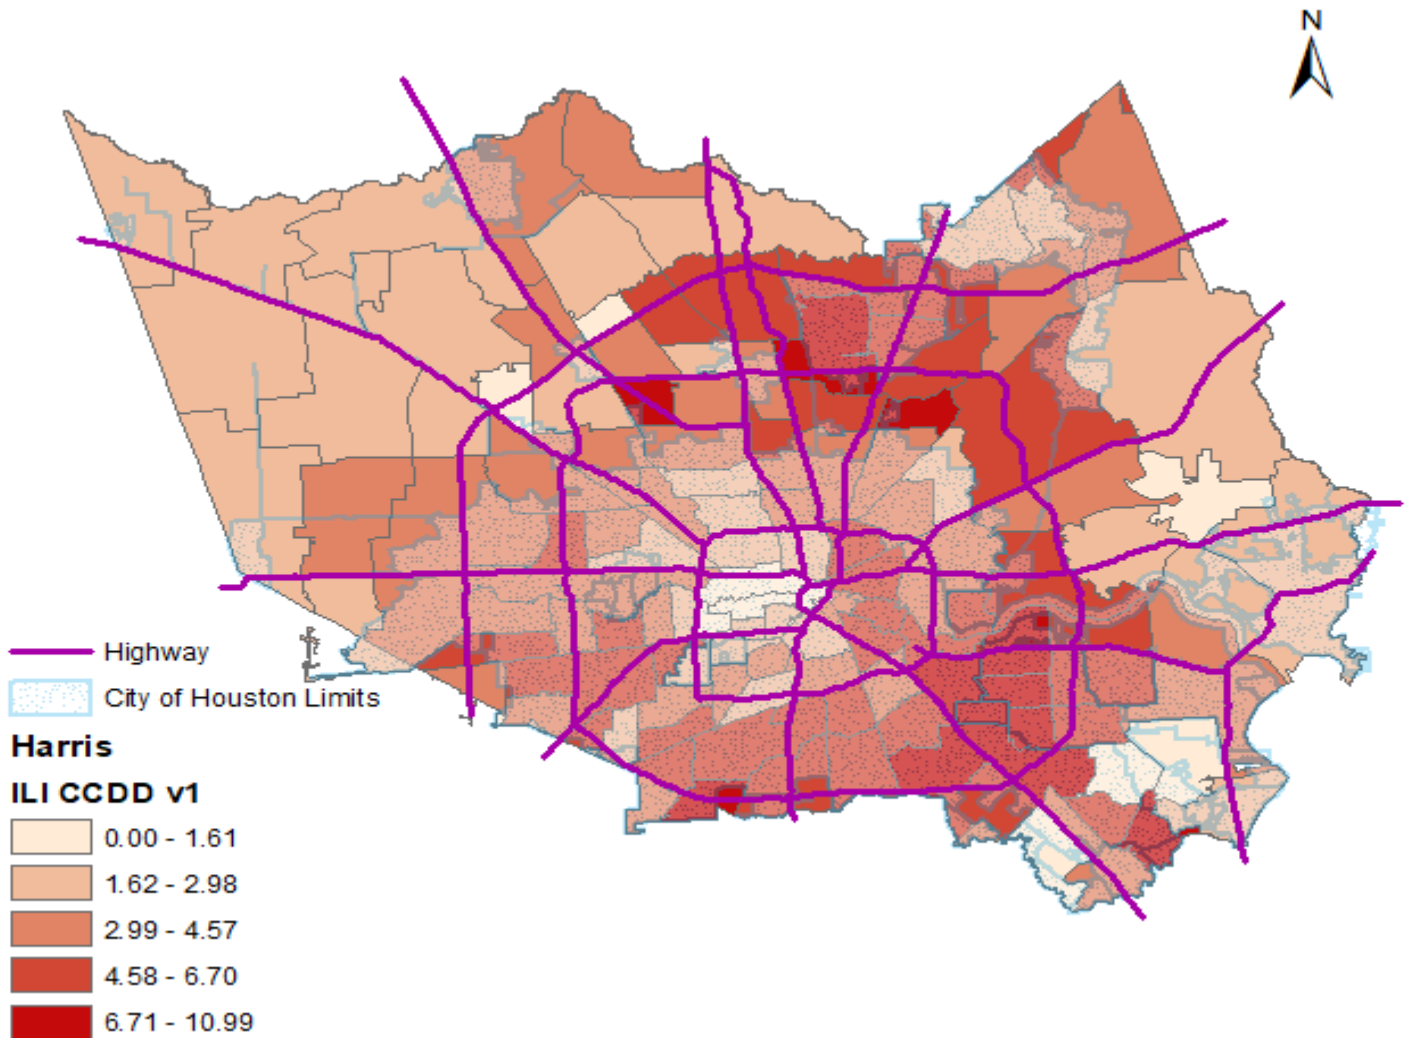 N
Highway
City of Houston Limits
Harris
ILI CCDD v1
0.00 - 1.61
1.62 - 2.98
2.99 - 4.57
4.58 - 6.70
6.71 - 10.99